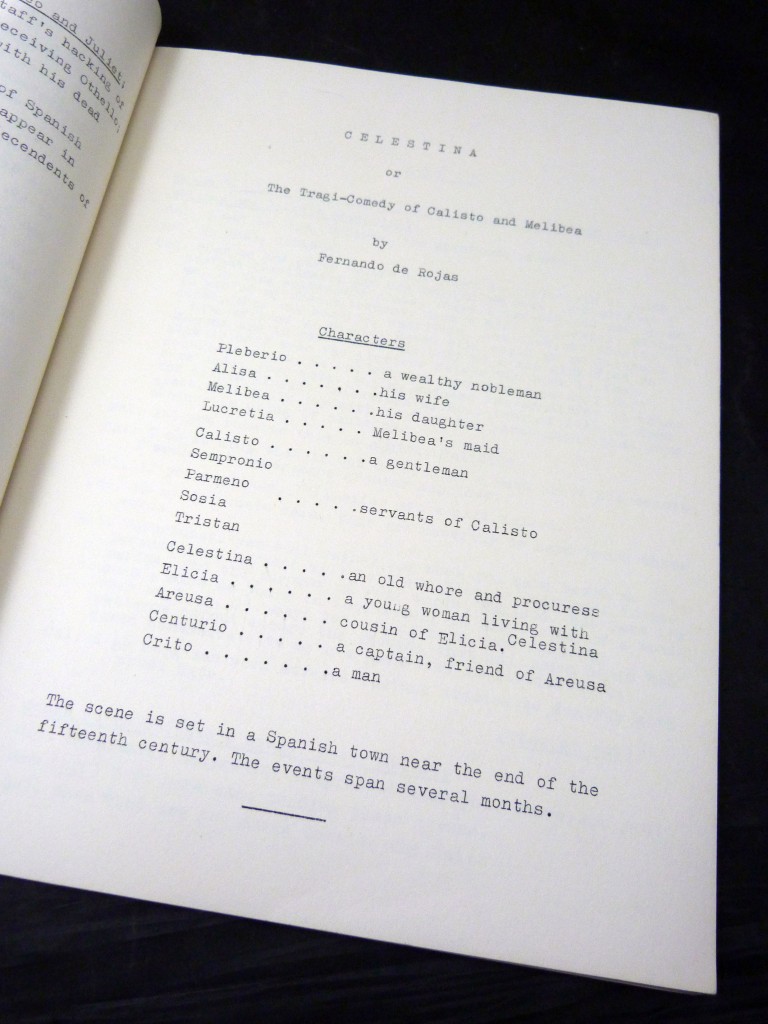 eo and Juliet;
taff's hacking of
eceiving Othello,
with his dead
of Spanish
appear in
ecendents of
C E L E S T I N A
or
The Tragi-Comedy of Calisto and Melibea
by
Fernando de Rojas
Characters
Pleberio . . . . . a wealthy nobleman
Alisa . . . . . . .his wife
Melibea . . . . . .his daughter
Lucretia . . . . . Melibea's maid
Calisto . . . . . .a gentleman
Sempronio
Parmeno
. . . . .servants of Calisto
Sosia
Tristan
Celestina . . . . .an old whore and procuress
Elicia . . . . . . a young woman living with
Celestina
Areusa . . . . . . cousin of Elicia.
Centurio . . . . . a captain, friend of Areusa
Crito . . . . . . .a man
The scene is set in a Spanish town near the end of the
fifteenth century. The events span several months.